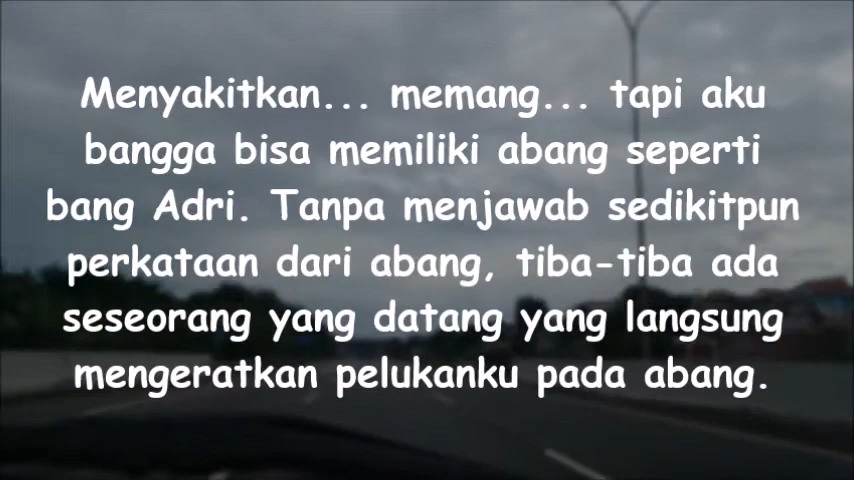 Menyakitkan... memang... tapi aku
bangga bisa memiliki abang seperti
bang Adri. Tanpa menjawab sedikitpun
perkataan dari abang, tiba-tiba ada
seseorang yang datang yang langsung
mengeratkan pelukanku pada abang.